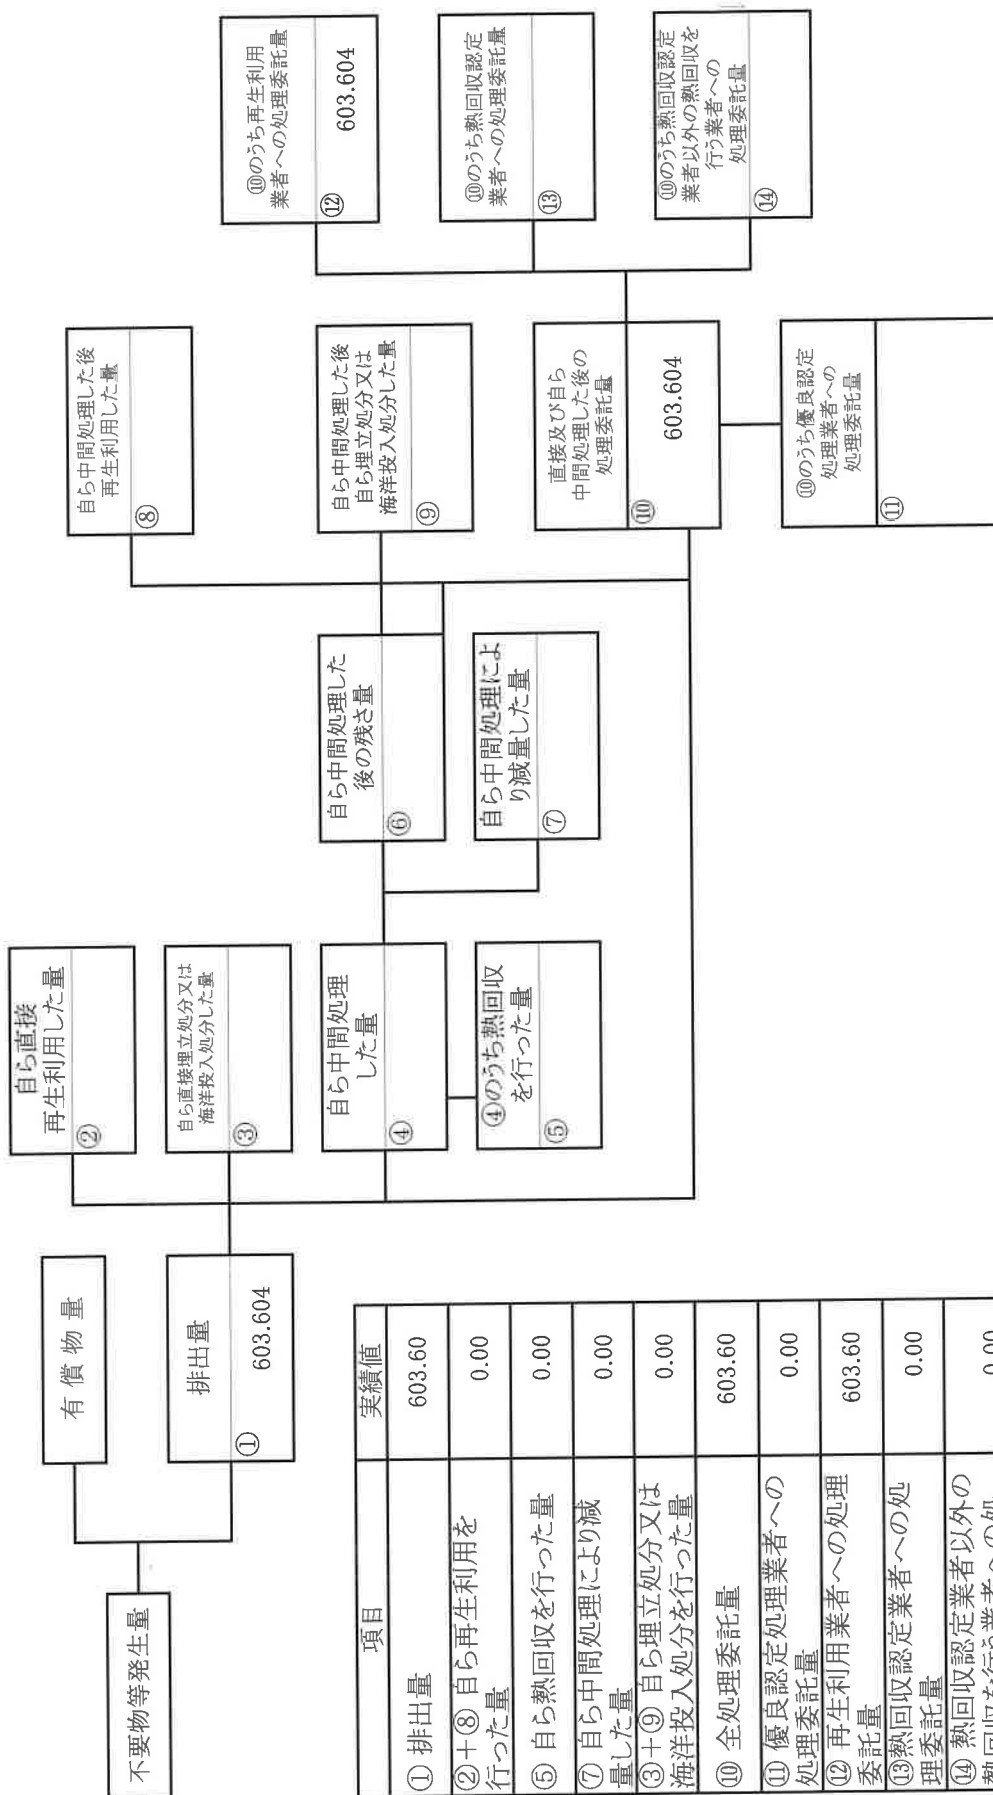 不要物等発生量
有 償 物 量
排出量
①
603.604
自ら直接
再生利用した量
②
自ら直接埋立処分又は
海洋投入処分した量
③
自ら中間処理
した量
④
④のうち熱回収
を行った量
⑤
自ら中間処理した
後の残さ量
⑥
自ら中間処理によ
り減量した量
⑦
自ら中間処理した後
再生利用した量
⑧
自ら中間処理した後
自ら埋立処分又は
海洋投入処分した量
⑨
直接及び自ら
中間処理した後の
処理委託量
⑩
603.604
⑩のうち優良認定
処理業者への
処理委託量
⑪
⑩のうち再生利用
業者への処理委託量
⑫
603.604
⑩のうち熱回収認定
業者への処理委託量
⑬
⑩のうち熱回収認定
業者以外の熱回収を
行う業者への
処理委託量
⑭
項目 実績値
① 排出量 603.60
②+⑧ 自ら再生利用を
行った量 0.00
⑤ 自ら熱回収を行った量 0.00
⑦ 自ら中間処理により減
量した量 0.00
③+⑨ 自ら埋立処分又は
海洋投入処分を行った量 0.00
⑩ 全処理委託量 603.60
⑪ 優良認定処理業者への
処理委託量 0.00
⑫ 再生利用業者への処理
委託量 603.60
⑬熱回収認定業者への処
理委託量 0.00
⑭ 熱回収認定業者以外の
熱回収を行う業者への処 0.00